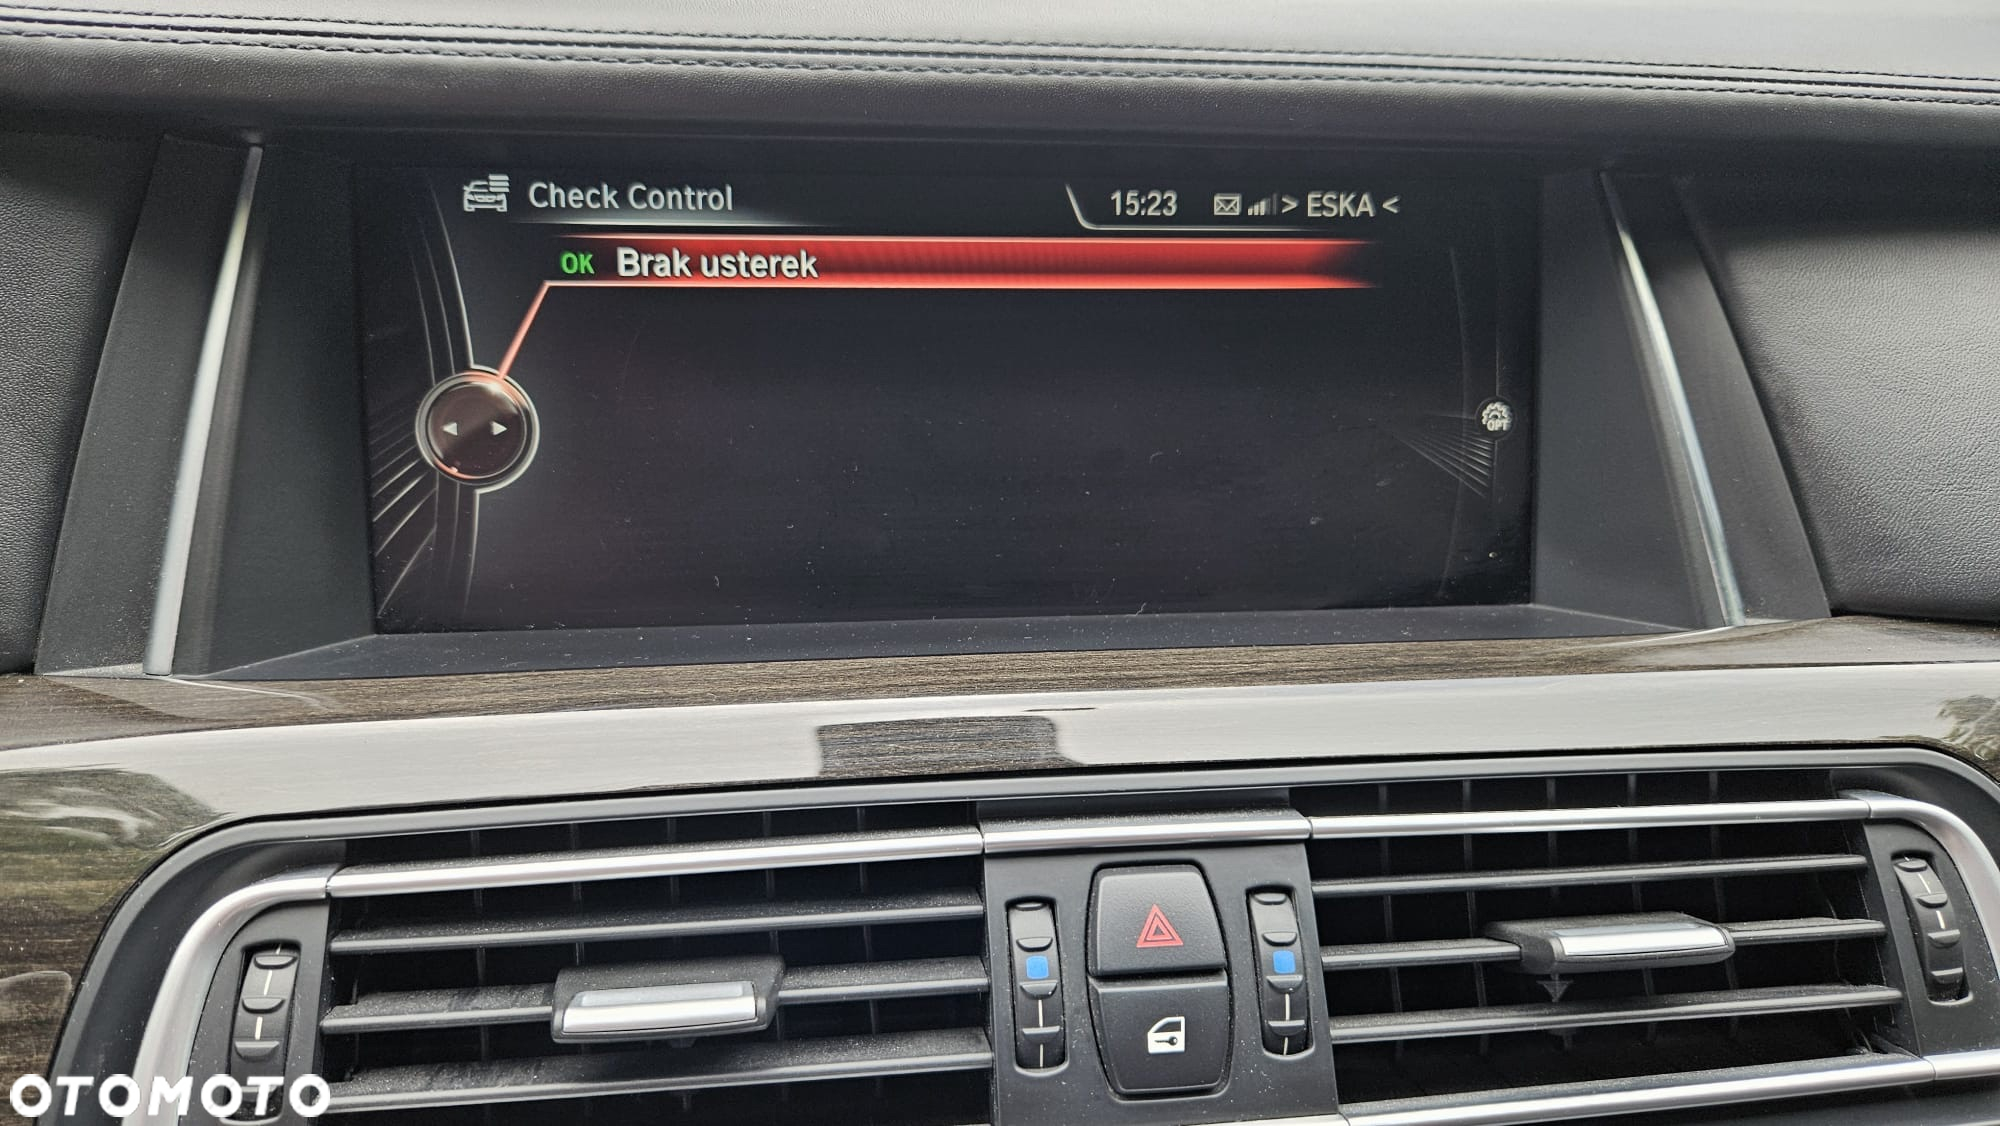 Check Control
15:23
> ESKA <
OK Brak usterek
OPT
OTOMOTO